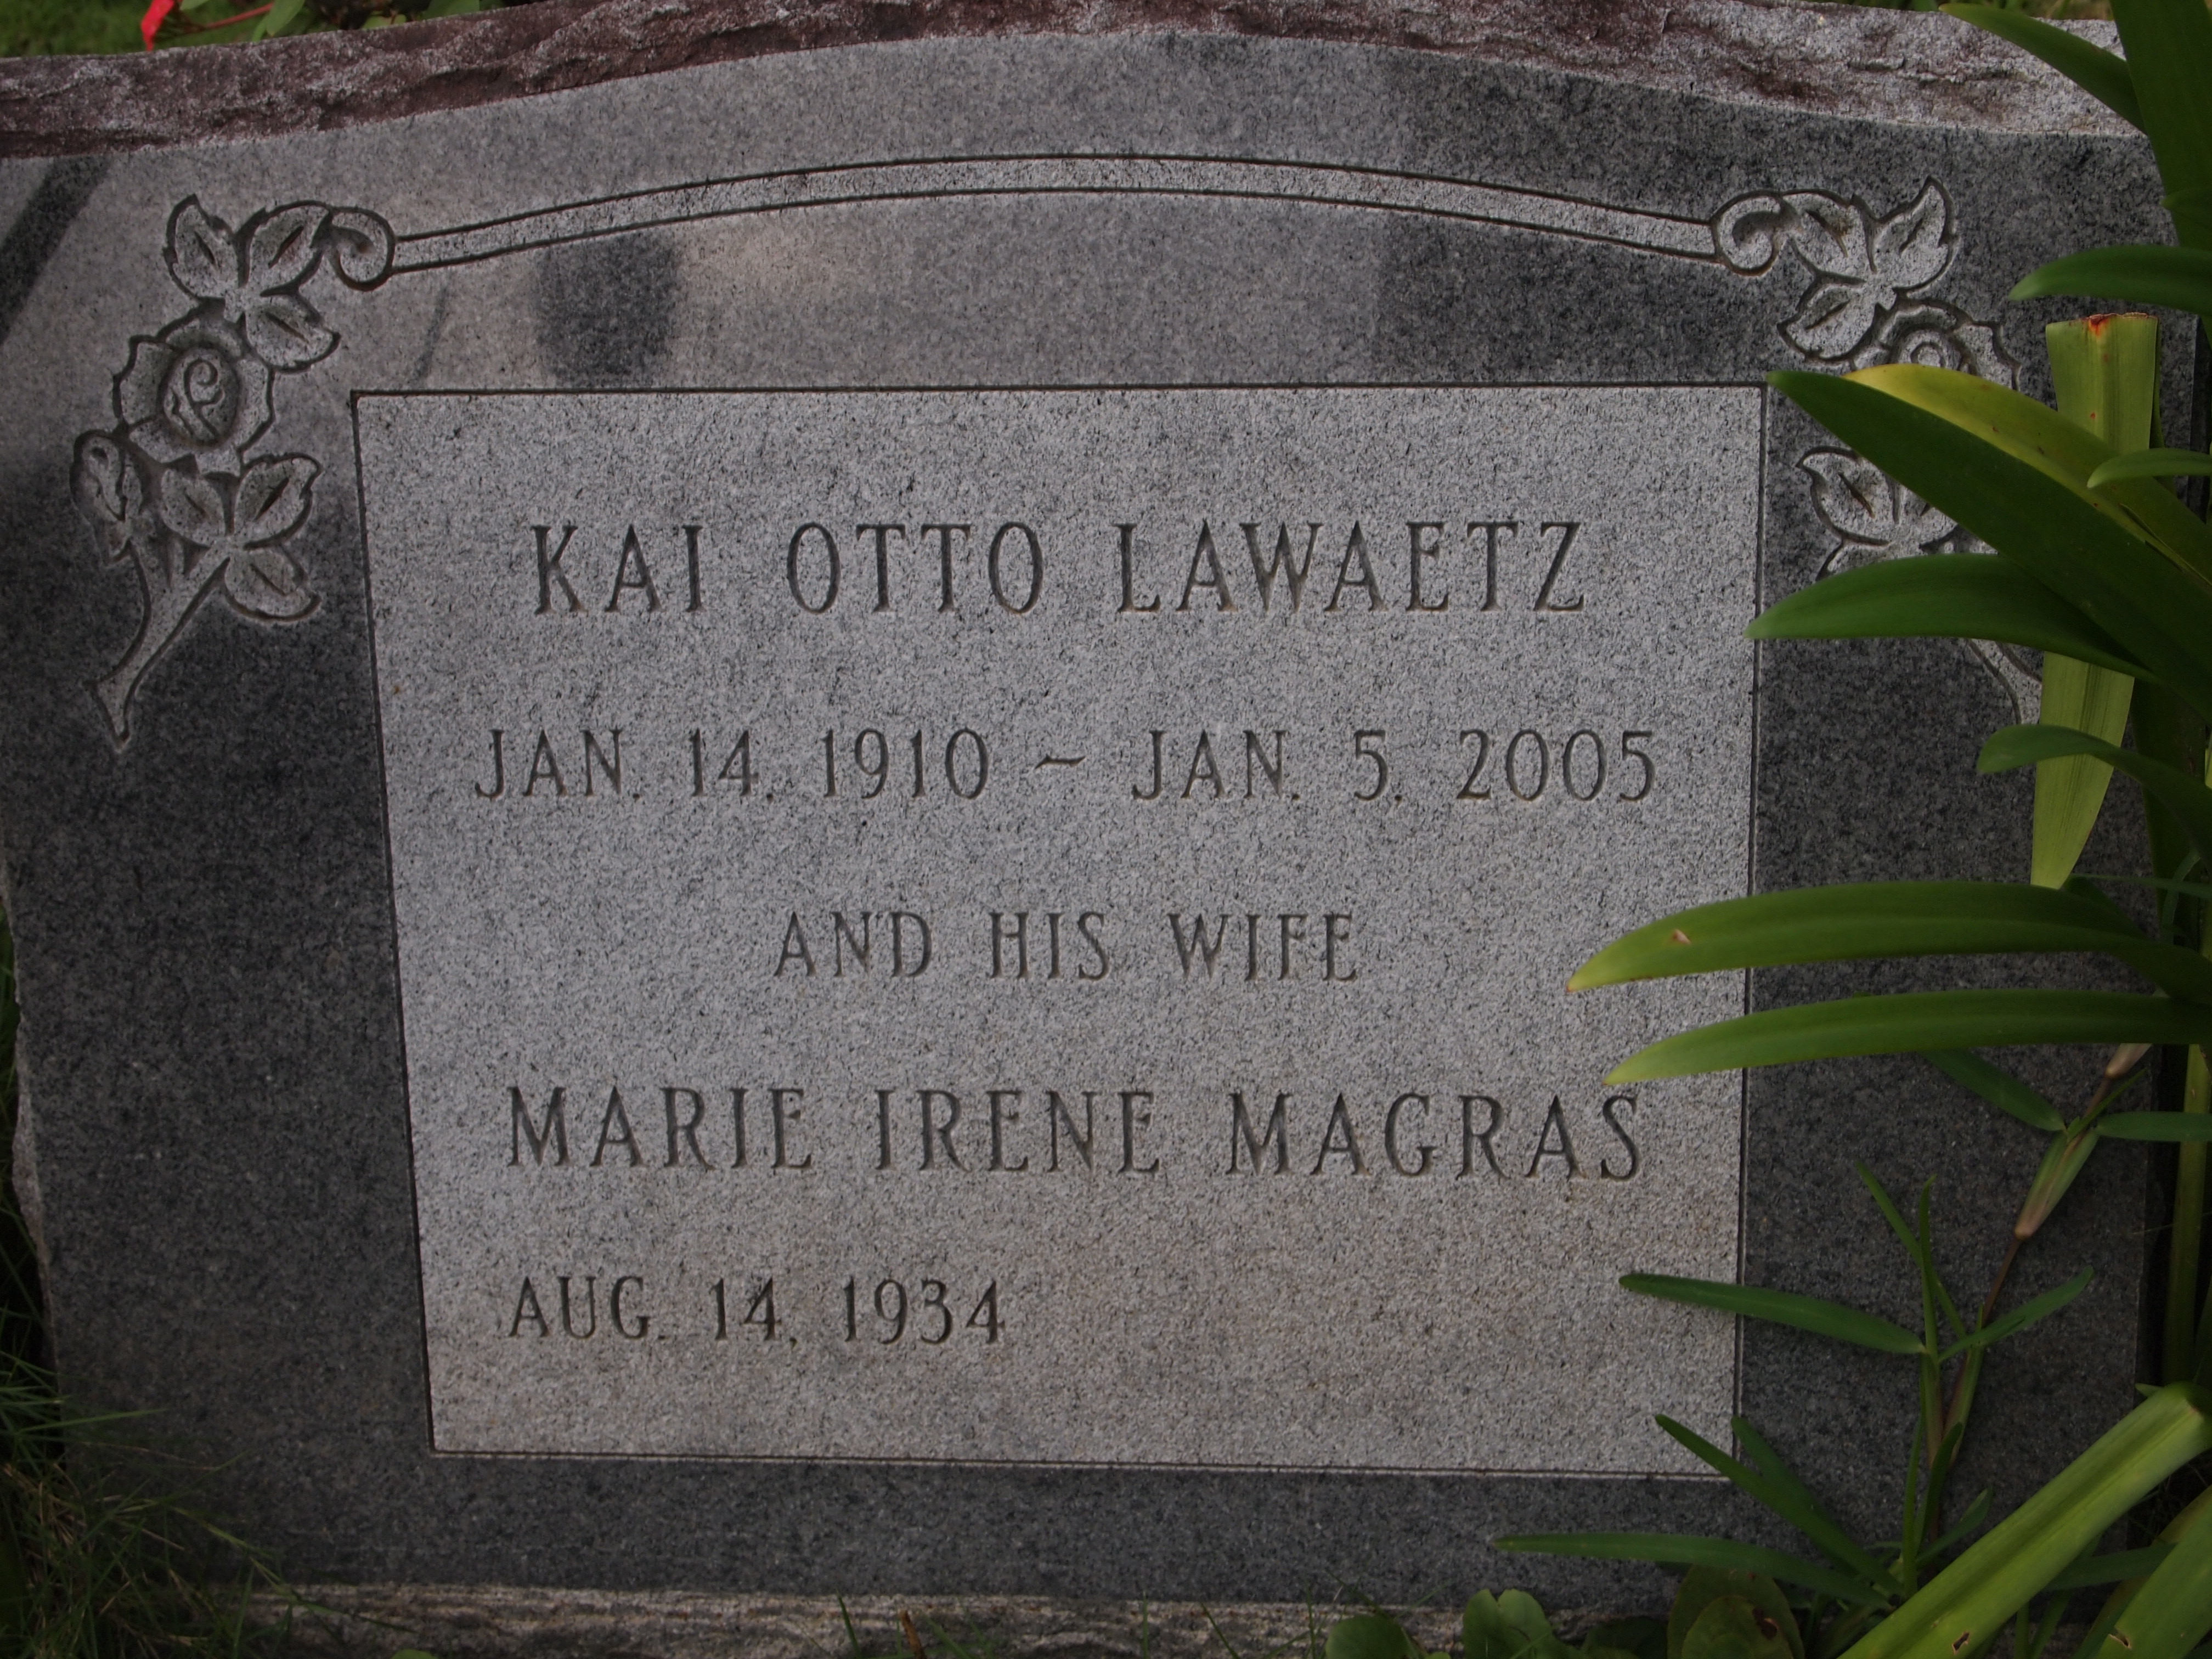 KAI OTTO LAWAETZ
JAN. 14. 1910 - JAN. 5. 2005
AND HIS WIFE
MARIE IRENE MAGRAS
AUG. 14. 1934